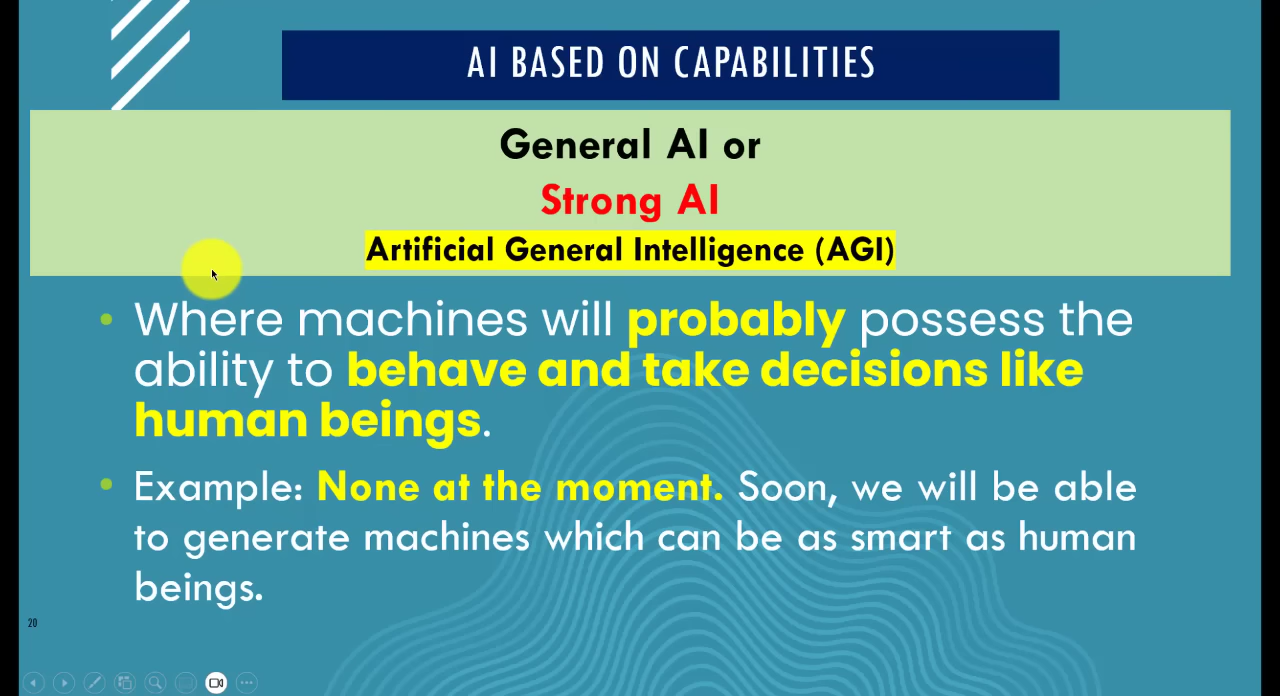 AI BASED ON CAPABILITIES
General AI or
Strong AI
Artificial General Intelligence (AGI)
• Where machines will probably possess the
ability to behave and take decisions like
human beings.
• Example: None at the moment. Soon, we will be able
to generate machines which can be as smart as human
beings.
20